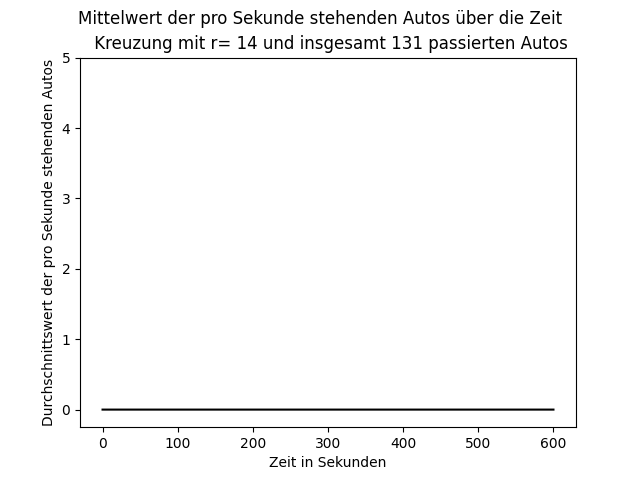 Mittelwert der pro Sekunde stehenden Autos über die Zeit
Kreuzung mit r= 14 und insgesamt 131 passierten Autos
Durchschnittswert der pro Sekunde stehenden Autos
5
4
3
2
1
0
0 100 200 300 400 500 600
Zeit in Sekunden